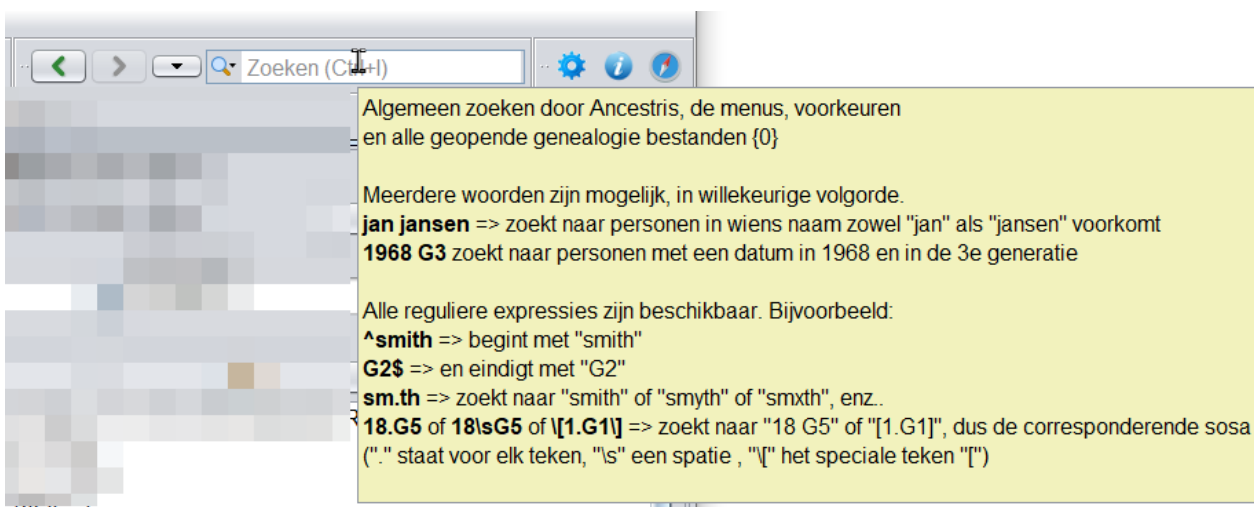 Zoeken (Ctrl+I)
Algemeen zoeken door Ancestris, de menus, voorkeuren
en alle geopende genealogie bestanden {0}
Meerdere woorden zijn mogelijk, in willekeurige volgorde.
jan jansen => zoekt naar personen in wiens naam zowel "jan" als "jansen" voorkomt
1968 G3 zoekt naar personen met een datum in 1968 en in de 3e generatie
Alle reguliere expressies zijn beschikbaar. Bijvoorbeeld:
^smith => begint met "smith"
G2$ => en eindigt met "G2"
sm.th => zoekt naar "smith" of "smyth" of "smxth", enz..
18.G5 of 18\sG5 of \[1.G1\] => zoekt naar "18 G5" of "[1.G1]", dus de corresponderende sosa
("." staat voor elk teken, "\s" een spatie , "\[" het speciale teken "[")